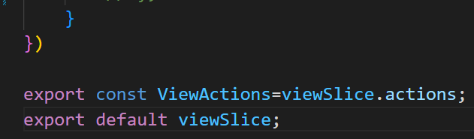 }
})
export const ViewActions=viewSlice.actions;
export default viewSlice;